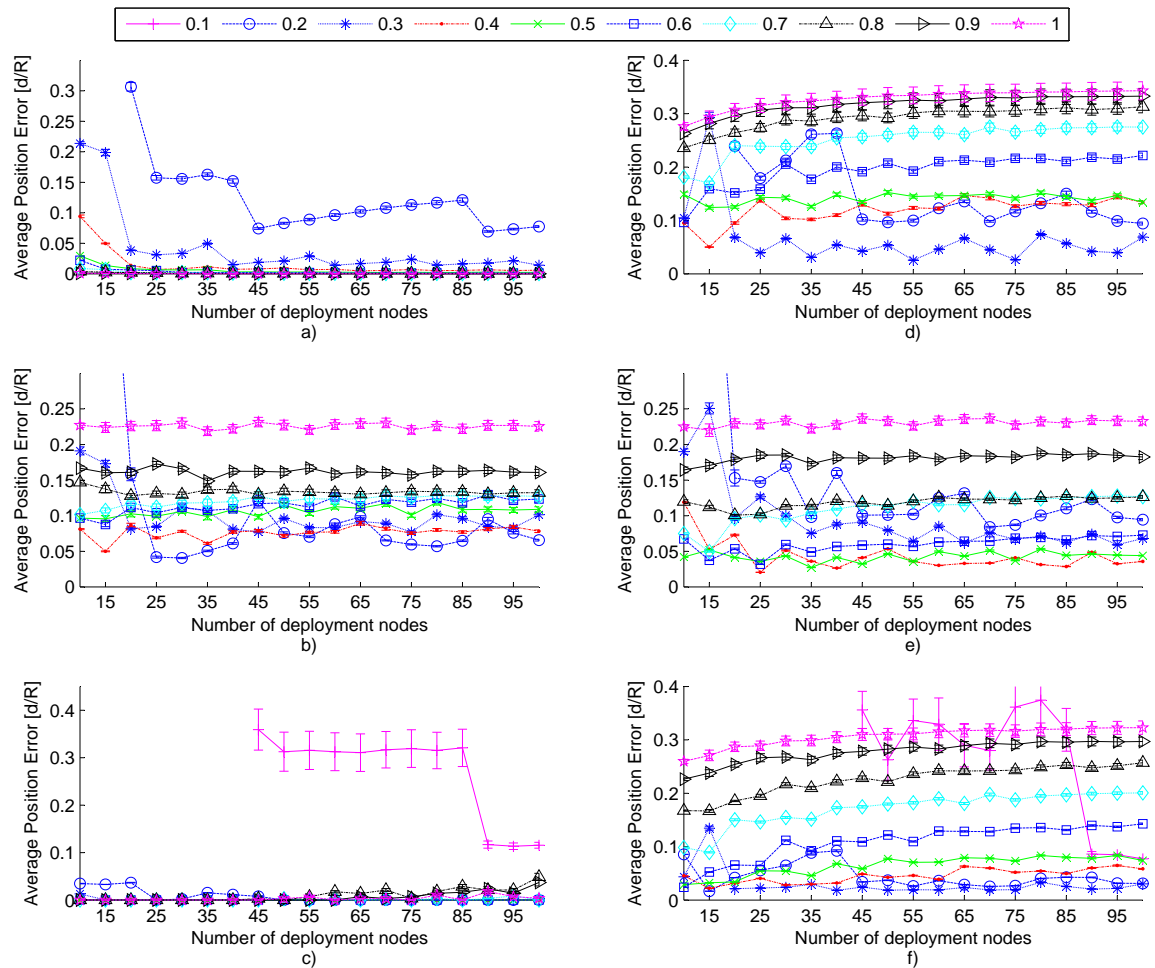 0.1 0.2 0.3 0.4 0.5 0.6 0.7 0.8 0.9 1
Average Position Error [d/R]
0.3
0.25
0.2
0.15
0.1
0.05
0
15 25 35 45 55 65 75 85 95
Number of deployment nodes
a)
Average Position Error [d/R]
0.4
0.3
0.2
0.1
0
15 25 35 45 55 65 75 85 95
Number of deployment nodes
d)
Average Position Error [d/R]
0.25
0.2
0.15
0.1
0.05
0
15 25 35 45 55 65 75 85 95
Number of deployment nodes
b)
Average Position Error [d/R]
0.25
0.2
0.15
0.1
0.05
0
15 25 35 45 55 65 75 85 95
Number of deployment nodes
e)
Average Position Error [d/R]
0.4
0.3
0.2
0.1
0
15 25 35 45 55 65 75 85 95
Number of deployment nodes
c)
Average Position Error [d/R]
0.4
0.3
0.2
0.1
0
15 25 35 45 55 65 75 85 95
Number of deployment nodes
f)